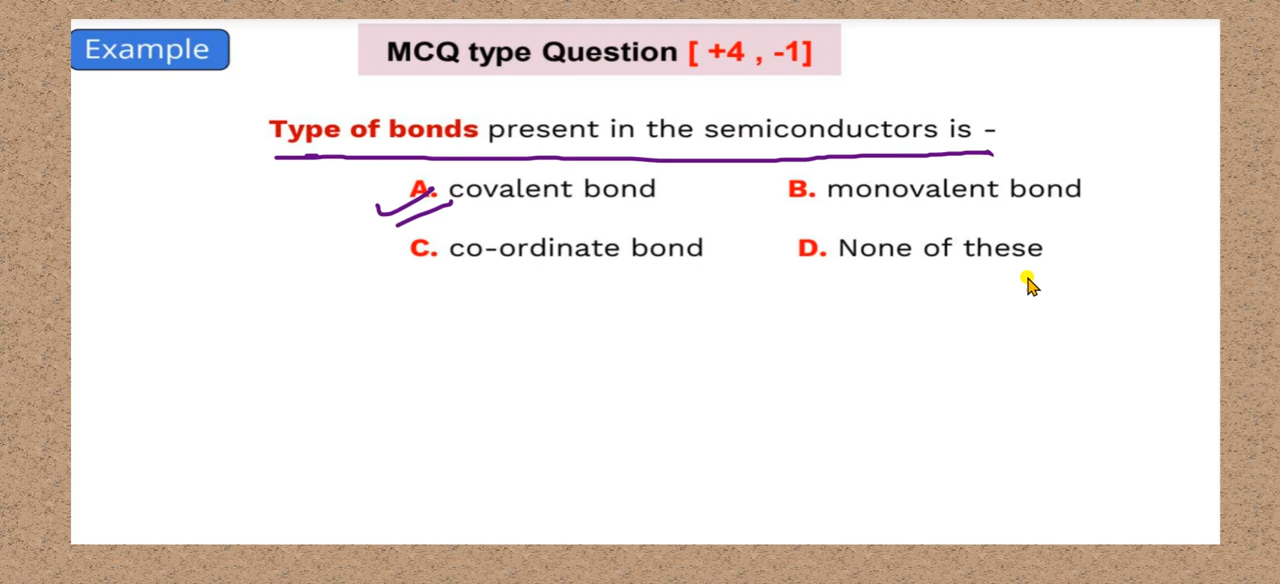 Example
MCQ type Question [ +4 , -1]
Type of bonds present in the semiconductors is -
A. covalent bond
B. monovalent bond
C. co-ordinate bond
D. None of these